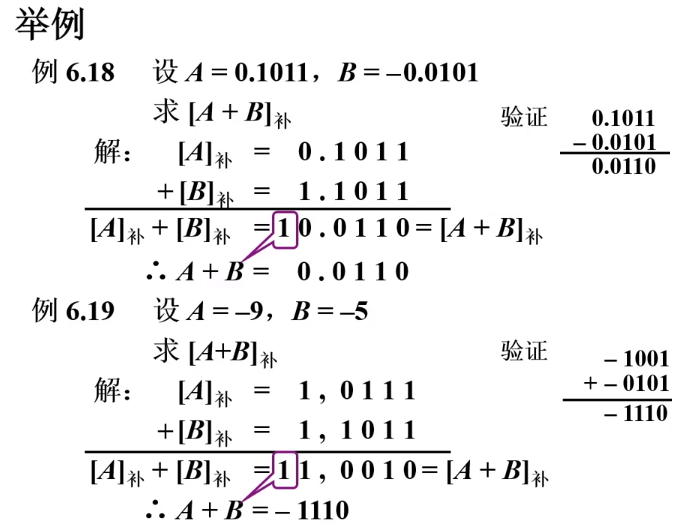 举例
例 6.18 设 A = 0.1011，B = –0.0101
求 [A + B]补
验证 0.1011
– 0.0101
0.0110
解： [A]补 = 0 . 1 0 1 1
+ [B]补 = 1 . 1 0 1 1
[A]补 + [B]补 = 1 0 . 0 1 1 0 = [A + B]补
∴ A + B = 0 . 0 1 1 0
例 6.19 设 A = –9，B = –5
求 [A+B]补
验证 – 1001
+ – 0101
– 1110
解： [A]补 = 1 , 0 1 1 1
+[B]补 = 1 , 1 0 1 1
[A]补 + [B]补 = 1 1 , 0 0 1 0 = [A + B]补
∴ A + B = – 1110